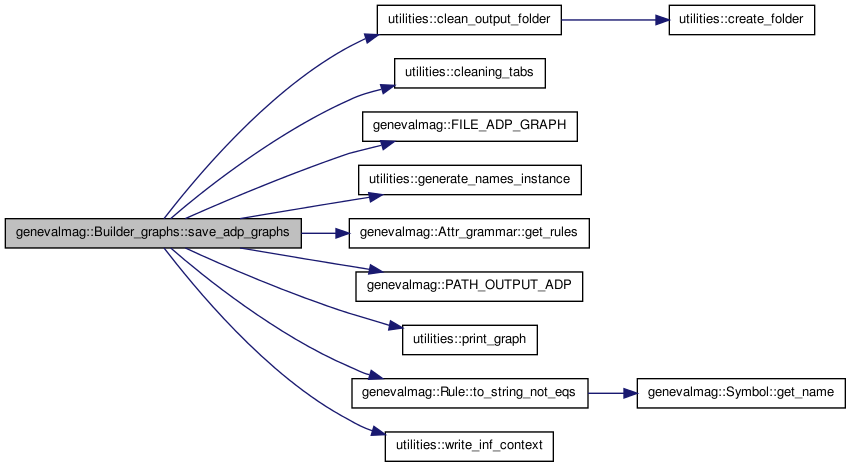 utilities::clean_output_folder
utilities::create_folder
utilities::cleaning_tabs
genevalmag::FILE_ADP_GRAPH
utilities::generate_names_instance
genevalmag::Builder_graphs::save_adp_graphs
genevalmag::Attr_grammar::get_rules
genevalmag::PATH_OUTPUT_ADP
utilities::print_graph
genevalmag::Rule::to_string_not_eqs
genevalmag::Symbol::get_name
utilities::write_inf_context